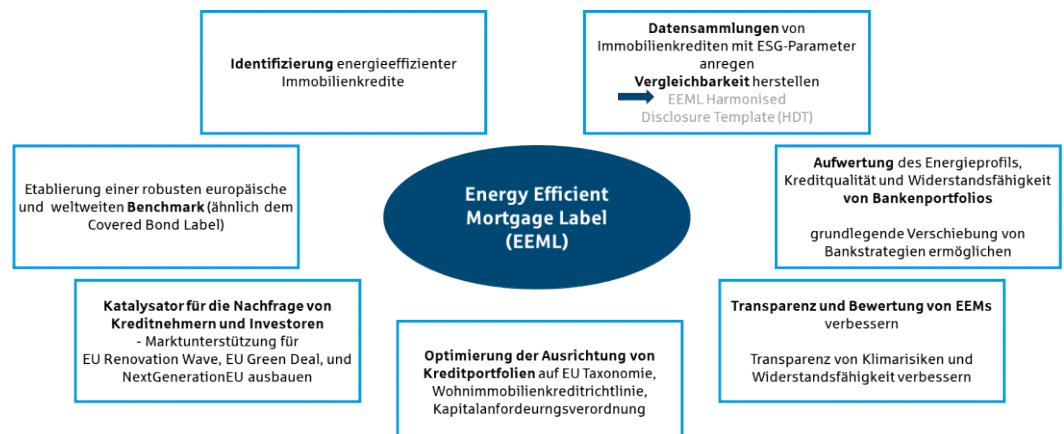 Identifizierung energieeffizienter
Immobilienkredite
Datensammlungen von
Immobilienkrediten mit ESG-Parameter
anregen
Vergleichbarkeit herstellen
EEML Harmonised
Disclosure Template (HDT)
Etablierung einer robusten europäische
und weltweiten Benchmark (ähnlich dem
Covered Bond Label)
Energy Efficient
Mortgage Label
(EEML)
Aufwertung des Energieprofils,
Kreditqualität und Widerstandsfähigkeit
von Bankenportfolios
grundlegende Verschiebung von
Bankstrategien ermöglichen
Katalysator für die Nachfrage von
Kreditnehmern und Investoren
- Marktunterstützung für
EU Renovation Wave, EU Green Deal, und
NextGenerationEU ausbauen
Optimierung der Ausrichtung von
Kreditportfolien auf EU Taxonomie,
Wohnimmobilienkreditrichtlinie,
Kapitalanfordeurngsverordnung
Transparenz und Bewertung von EEMs
verbessern
Transparenz von Klimarisiken und
Widerstandsfähigkeit verbessern